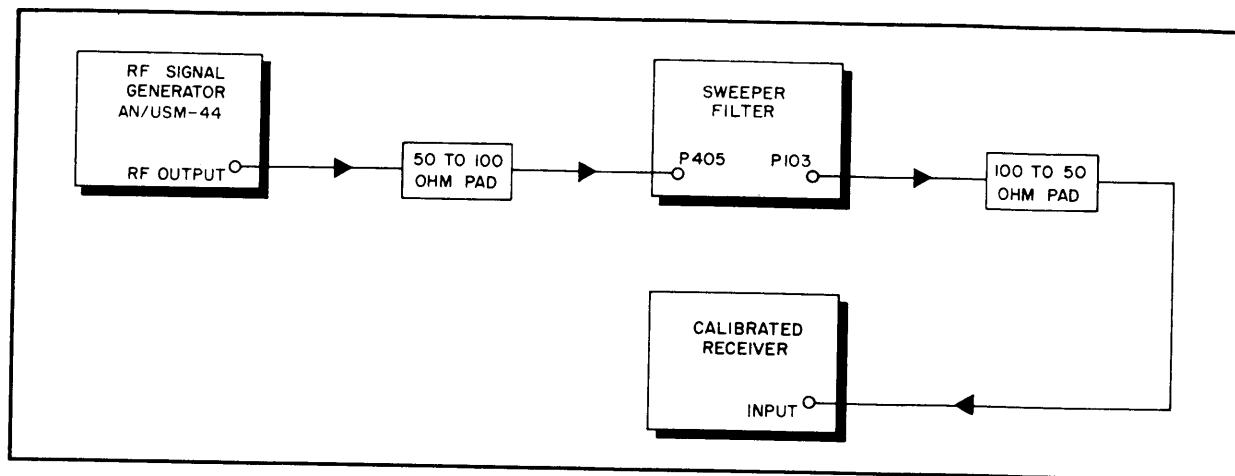 RF SIGNAL
GENERATOR
AN/USM-44
RF OUTPUT
50 TO 100
OHM PAD
SWEEPER
FILTER
P405
P103
100 TO 50
OHM PAD
CALIBRATED
RECEIVER
INPUT